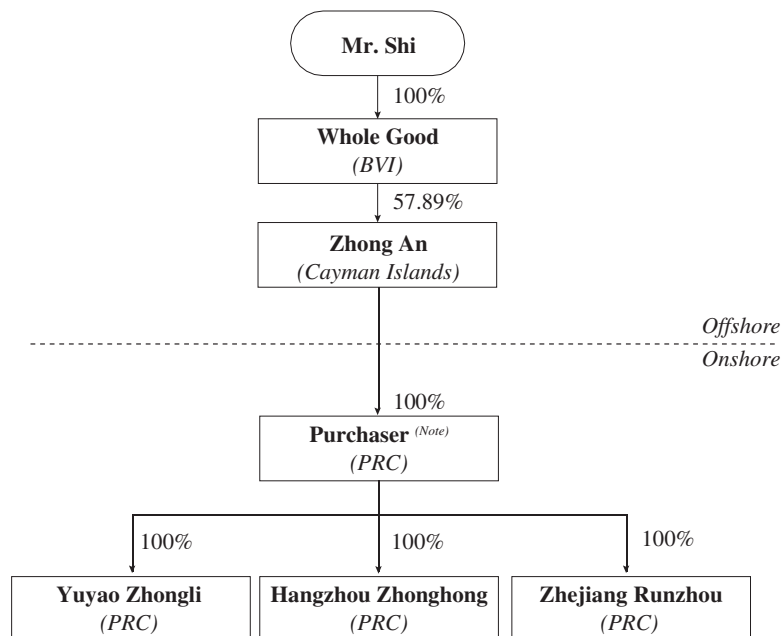 Mr. Shi
100%
Whole Good
(BVI)
57.89%
Zhong An
(Cayman Islands)
Offshore
Onshore
100%
Purchaser (Note)
(PRC)
100% 100% 100%
Yuyao Zhongli Hangzhou Zhonghong Zhejiang Runzhou
(PRC) (PRC) (PRC)